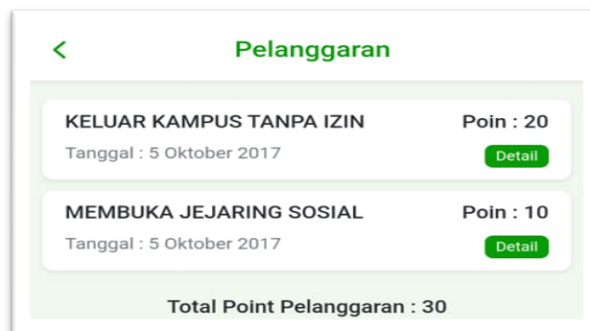 Pelanggaran
KELUAR KAMPUS TANPA IZIN Poin : 20
Tanggal : 5 Oktober 2017 Detail
MEMBUKA JEJARING SOSIAL Poin : 10
Tanggal : 5 Oktober 2017 Detail
Total Point Pelanggaran : 30